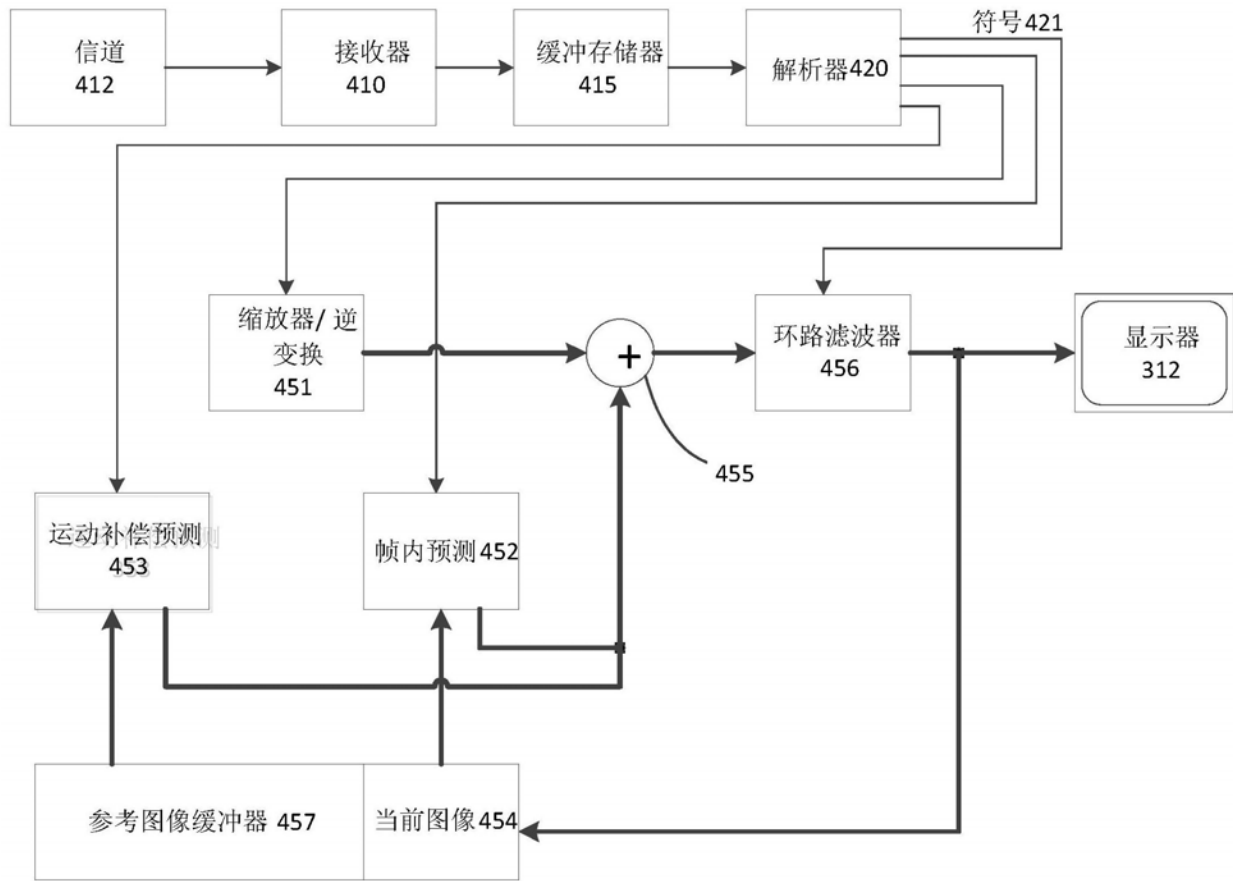 符号421
信道
412
接收器
410
缓冲存储器
415
解析器420
缩放器/ 逆
变换
451
+
环路滤波器
456
显示器
312
455
运动补偿预测
453
帧内预测452
参考图像缓冲器 457
当前图像454